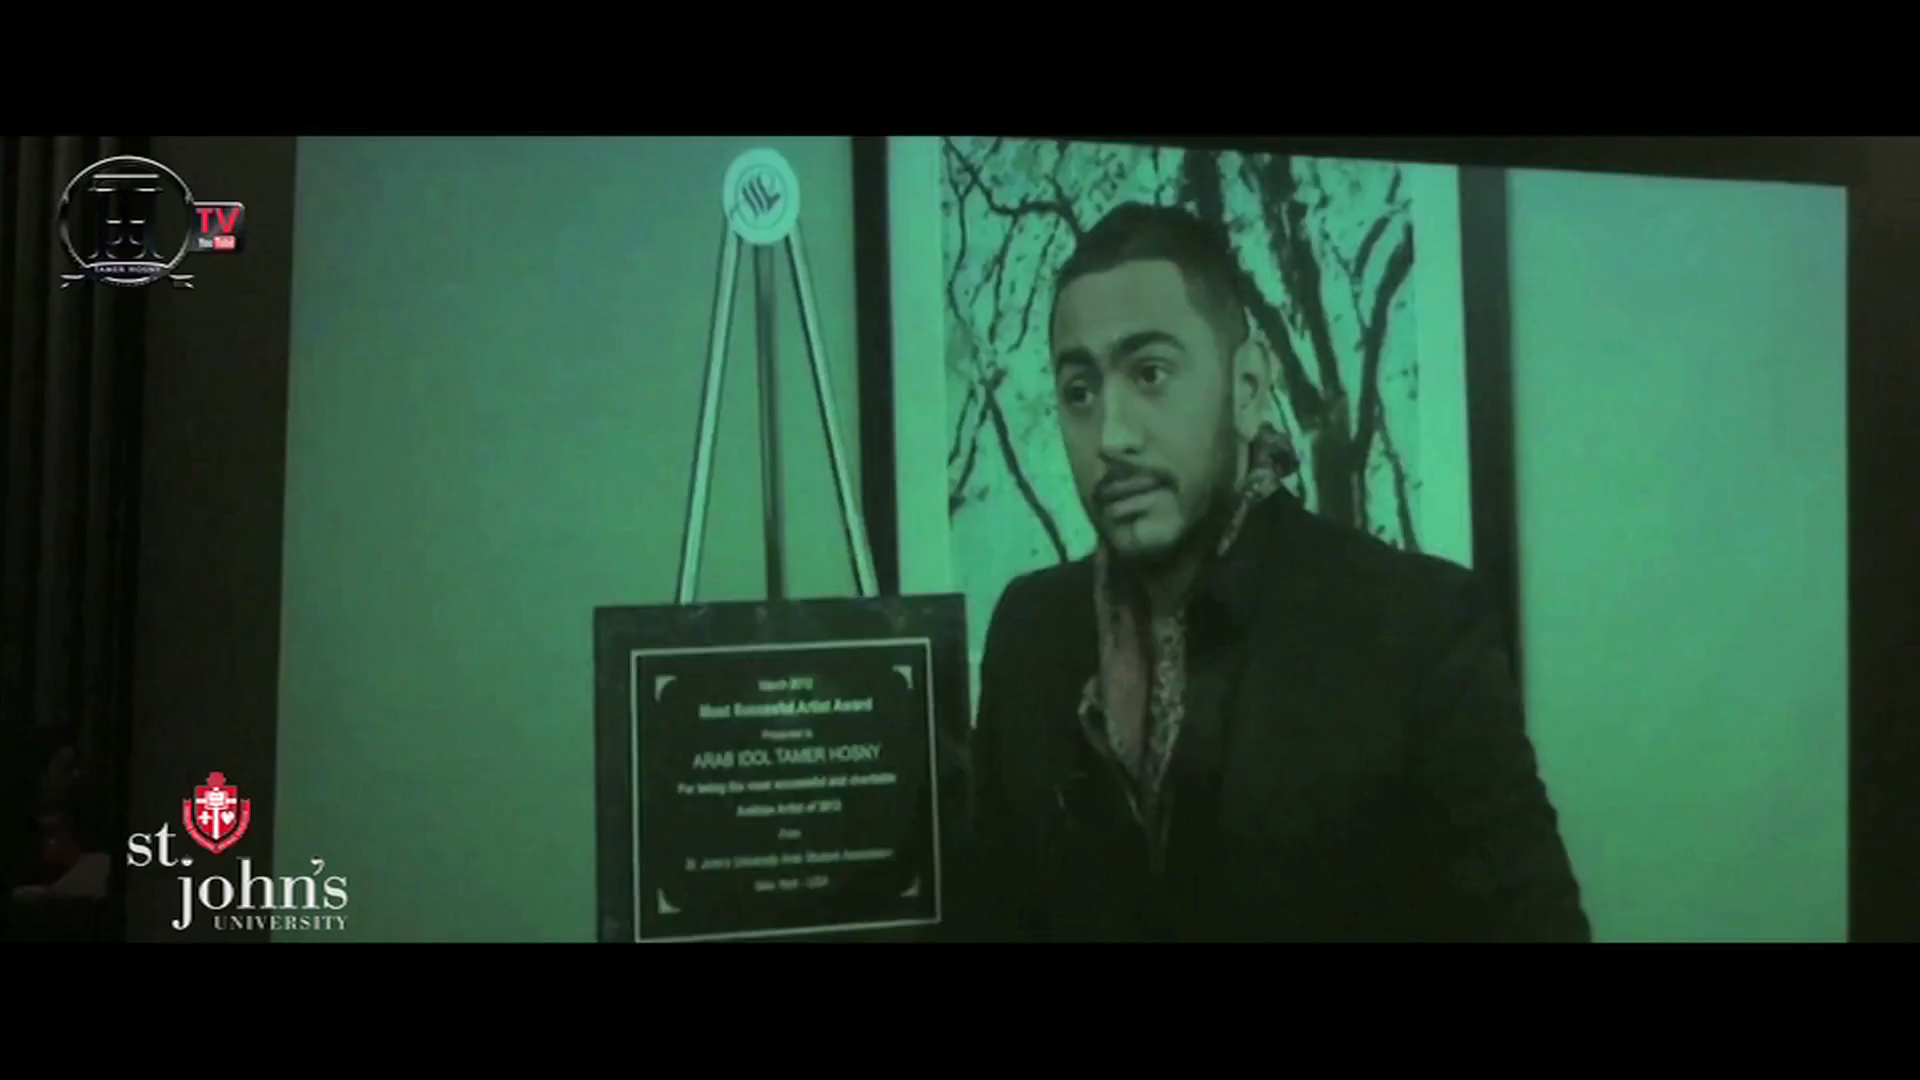 TV
You Tube
TAMER HOSNY
March 2012
Most Successful Artist Award
Presented to
ARAB IDOL TAMER HOSNY
For being the most successful and charitable
Artist of 2012
From
St. John's University Arab Student Association
New York - USA
st.
john's
UNIVERSITY